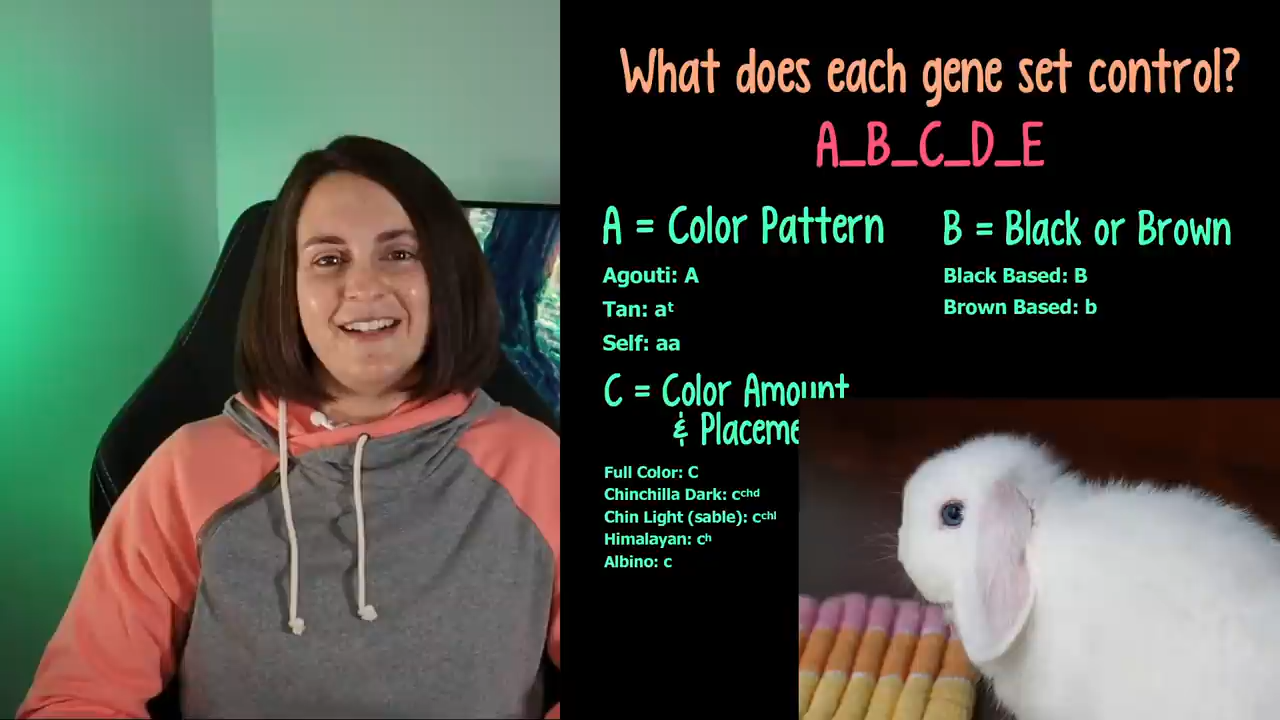 What does each gene set control?
A_B_C_D_E
A = Color Pattern
Agouti: A
Tan: aᵗ
Self: aa
B = Black or Brown
Black Based: B
Brown Based: b
C = Color Amount
& Placeme
Full Color: C
Chinchilla Dark: cᶜʰᵈ
Chin Light (sable): cᶜʰˡ
Himalayan: cʰ
Albino: c